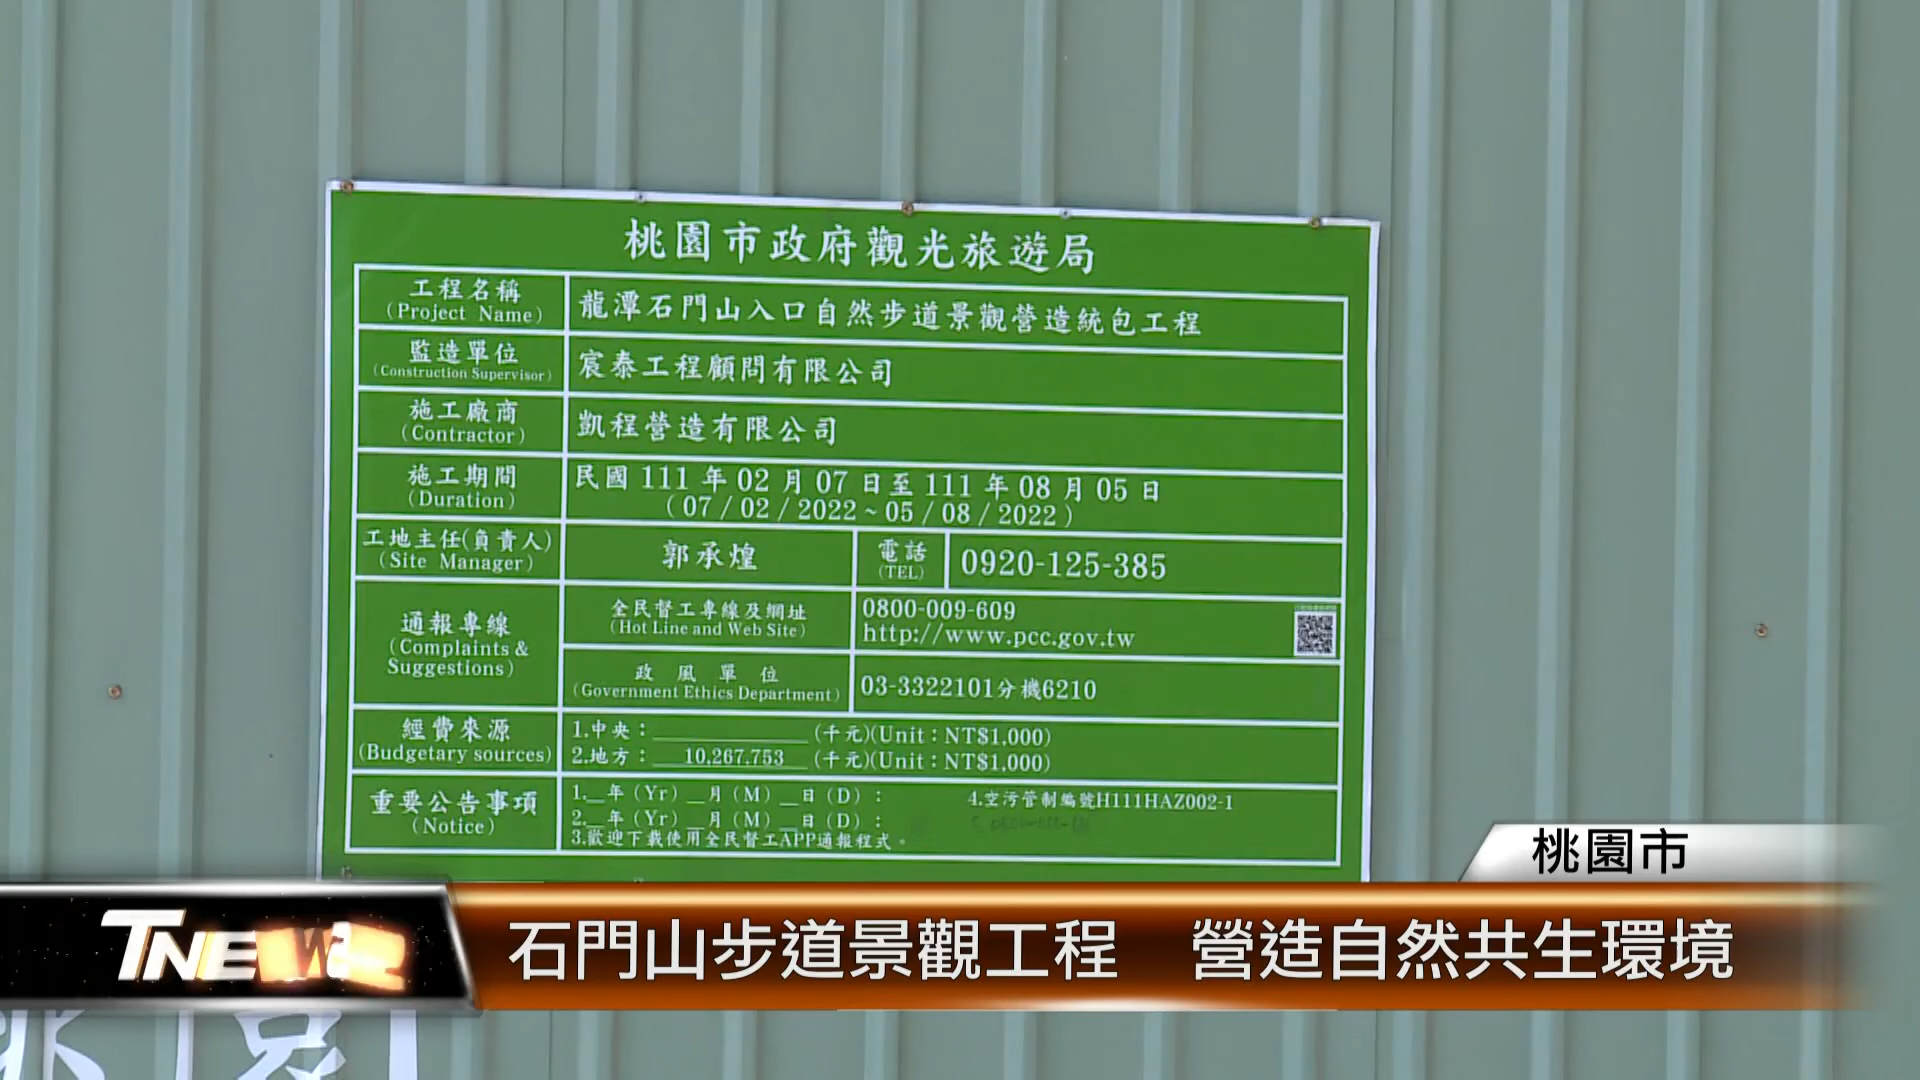 桃園市政府觀光旅遊局
工程名稱
(Project Name)
龍潭石門山入口自然步道景觀營造統包工程
監造單位
(Construction Supervisor)
宸泰工程顧問有限公司
施工廠商
(Contractor)
凱程營造有限公司
施工期間
(Duration)
民國 111 年 02 月 07 日至 111 年 08 月 05 日
( 07 / 02 / 2022 ~ 05 / 08 / 2022 )
工地主任(負責人)
(Site Manager)
郭承煌
電話
(TEL)
0920-125-385
通報專線
(Complaints &
Suggestions)
全民督工專線及網址
(Hot Line and Web Site)
0800-009-609
http://www.pcc.gov.tw
政風單位
(Government Ethics Department)
03-3322101分機6210
經費來源
(Budgetary sources)
1.中央：________(千元)(Unit：NT$1,000)
2.地方：__10,267,753__(千元)(Unit：NT$1,000)
重要公告事項
(Notice)
1.__年(Yr)__月(M)__日(D)：
2.__年(Yr)__月(M)__日(D)：
3.歡迎下載使用全民督工APP通報程式。
4.空污管制編號H111HAZ002-1
桃園市
TNEWS
石門山步道景觀工程 營造自然共生環境